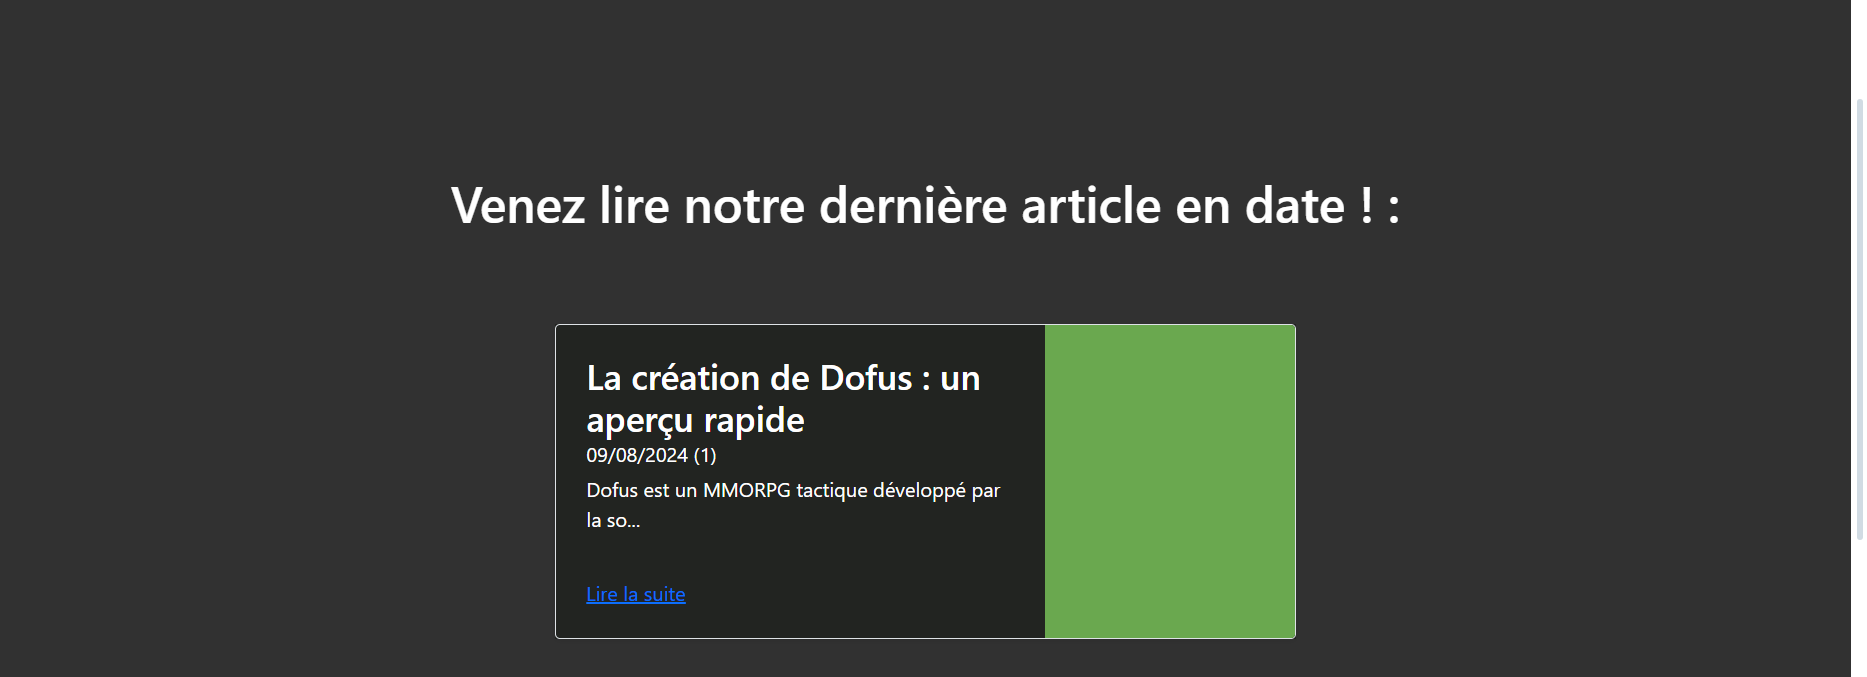 Venez lire notre dernière article en date ! :
La création de Dofus : un
aperçu rapide
09/08/2024 (1)
Dofus est un MMORPG tactique développé par
la so...
Lire la suite